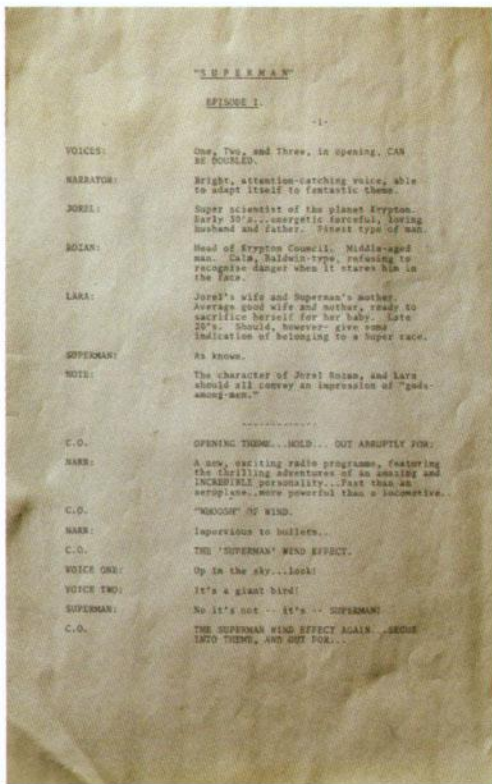 "SUPERMAN"
EPISODE I.
-1-
VOICES: One, Two, and Three, in opening, CAN
BE DOUBLED.
NARRATOR: Bright, attention-catching voice, able
to adapt itself to fantastic theme.
JOREL: Super scientist of the planet Krypton.
Early 30's...energetic forceful, loving
husband and father. Finest type of man.
ROZAN: Head of Krypton Council. Middle-aged
man. Calm, Baldwin-type, refusing to
recognise danger when it stares him in
the face.
LARA: Jorel's wife and Superman's mother.
Average good wife and mother, ready to
sacrifice herself for her baby. Late
20's. Should, however- give some
indication of belonging to a Super race.
SUPERMAN: As known.
NOTE: The character of Jorel Rozan, and Lara
should all convey an impression of "gods-
among-men."
-------------
C.O. OPENING THEME...HOLD... OUT ABRUPTLY FOR:
NARR: A new, exciting radio programme, featuring
the thrilling adventures of an amazing and
INCREDIBLE personality...Fast than an
aeroplane..more powerful than a locomotive..
C.O. "WHOOSH" OF WIND.
NARR: Impervious to bullets..
C.O. THE 'SUPERMAN' WIND EFFECT.
VOICE ONE: Up in the sky...look!
VOICE TWO: It's a giant bird!
SUPERMAN: No it's not -- it's -- SUPERMAN!
C.O. THE SUPERMAN WIND EFFECT AGAIN...SEGUE
INTO THEME, AND OUT FOR...